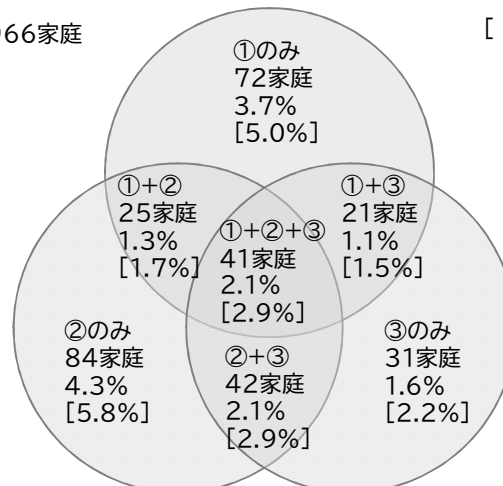 966家庭
[
①のみ
72家庭
3.7%
[5.0%]
①+②
25家庭
1.3%
[1.7%]
①+③
21家庭
1.1%
[1.5%]
①+②+③
41家庭
2.1%
[2.9%]
②のみ
84家庭
4.3%
[5.8%]
②+③
42家庭
2.1%
[2.9%]
③のみ
31家庭
1.6%
[2.2%]